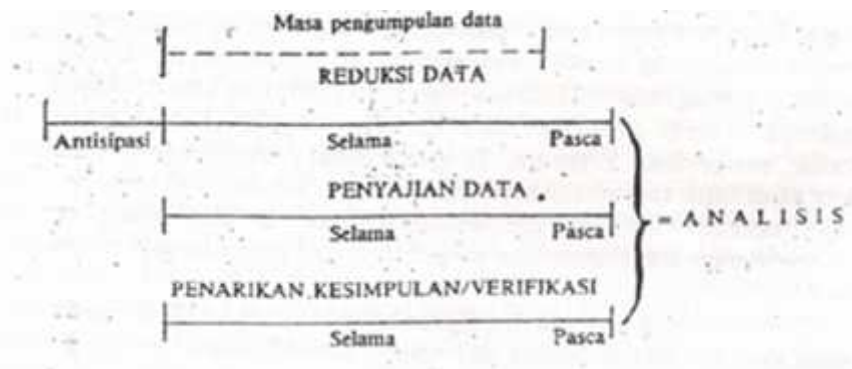 Masa pengumpulan data
REDUKSI DATA
Antisipasi Selama Pasca
PENYAJIAN DATA
Selama Pasca
= ANALISIS
PENARIKAN KESIMPULAN/VERIFIKASI
Selama Pasca